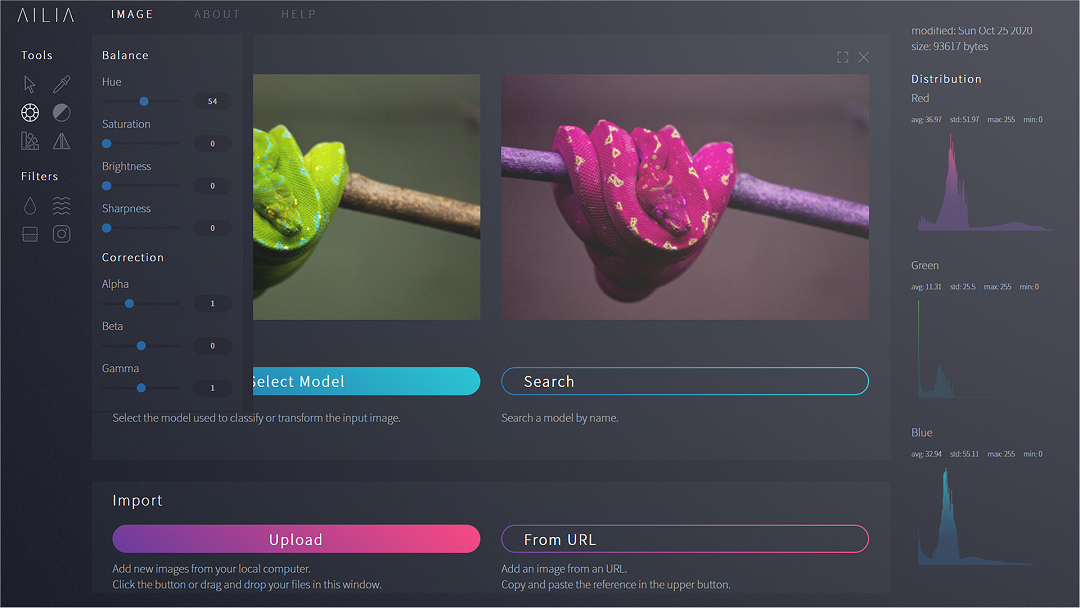 AILIA
IMAGE ABOUT HELP
Tools
Filters
Balance
Hue
54
Saturation
0
Brightness
0
Sharpness
0
Correction
Alpha
1
Beta
0
Gamma
1
Select Model
Select the model used to classify or transform the input image.
Search
Search a model by name.
Import
Upload
Add new images from your local computer.
Click the button or drag and drop your files in this window.
From URL
Add an image from an URL.
Copy and paste the reference in the upper button.
modified: Sun Oct 25 2020
size: 93617 bytes
Distribution
Red
avg: 36.97 std: 51.97 max: 255 min: 0
Green
avg: 11.31 std: 25.5 max: 255 min: 0
Blue
avg: 32.94 std: 55.11 max: 255 min: 0